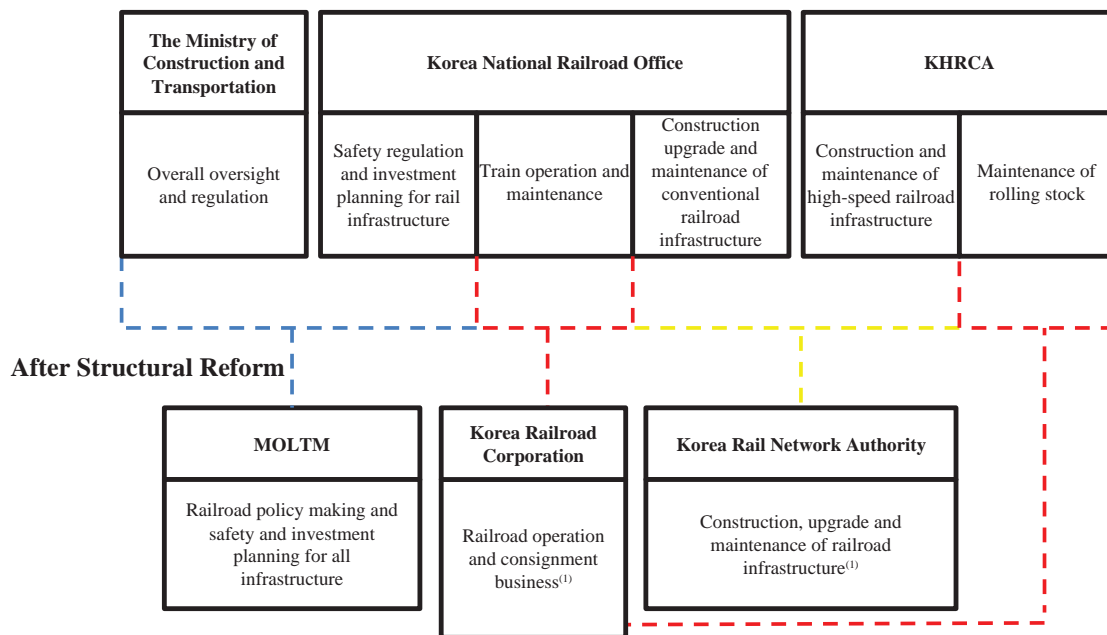 The Ministry of
Construction and
Transportation
Korea National Railroad Office
KHRCA
Overall oversight
and regulation
Safety regulation
and investment
planning for rail
infrastructure
Train operation and
maintenance
Construction
upgrade and
maintenance of
conventional
railroad
infrastructure
Construction and
maintenance of
high-speed railroad
infrastructure
Maintenance of
rolling stock
After Structural Reform
MOLTM
Korea Railroad
Corporation
Korea Rail Network Authority
Railroad policy making and
safety and investment
planning for all
infrastructure
Railroad operation
and consignment
business(1)
Construction, upgrade and
maintenance of railroad
infrastructure(1)